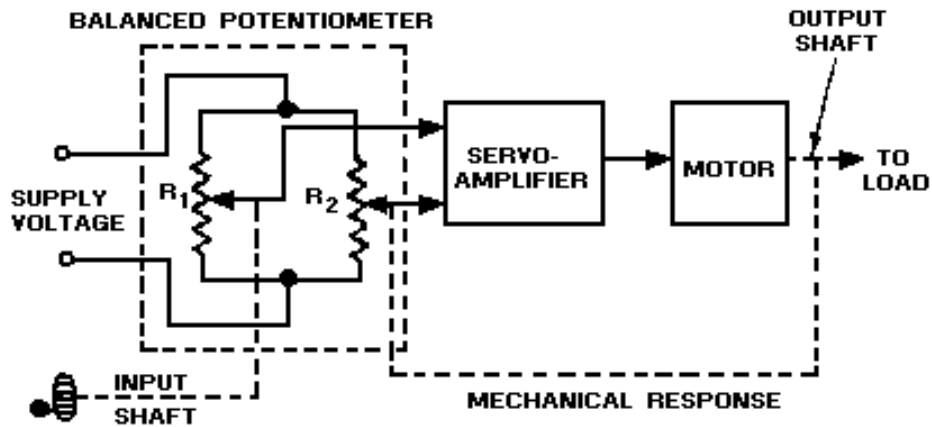 BALANCED POTENTIOMETER
OUTPUT
SHAFT
SUPPLY
VOLTAGE
R1
R2
SERVO-
AMPLIFIER
MOTOR
TO
LOAD
INPUT
SHAFT
MECHANICAL RESPONSE